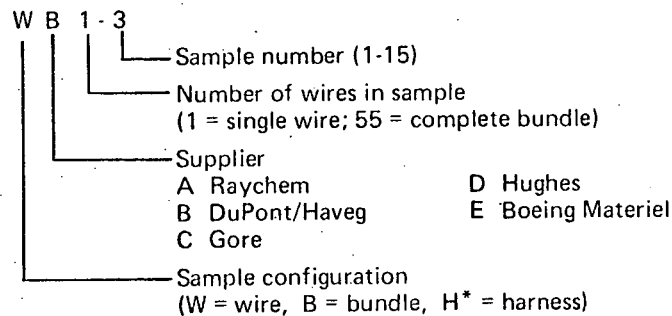 W B 1 - 3
Sample number (1-15)
Number of wires in sample
(1 = single wire; 55 = complete bundle)
Supplier
A Raychem D Hughes
B DuPont/Haveg E Boeing Materiel
C Gore
Sample configuration
(W = wire, B = bundle, H* = harness)